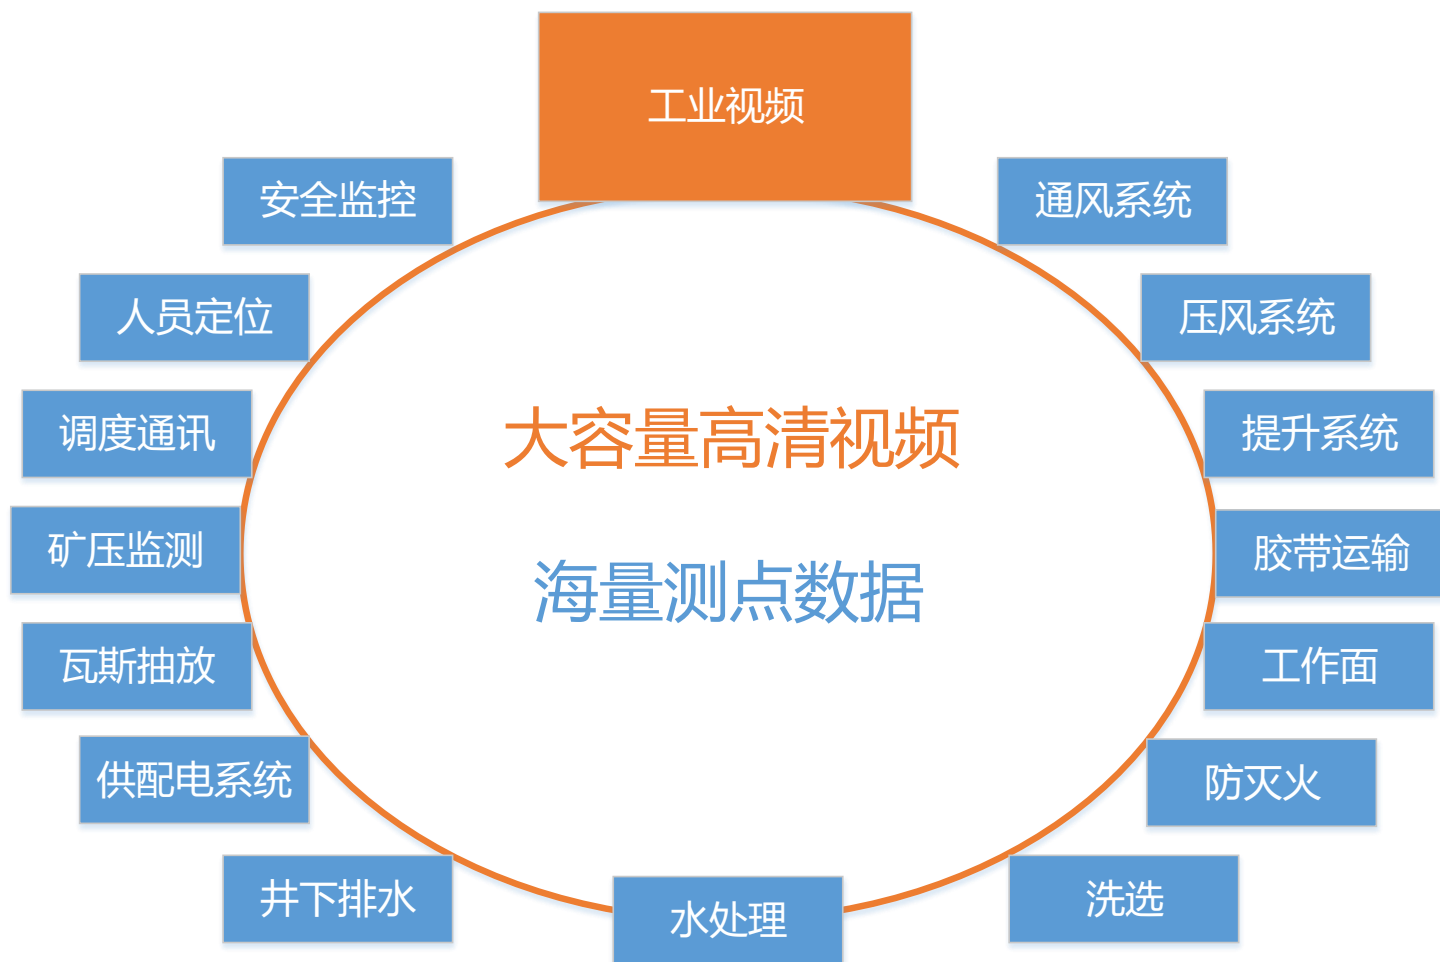 工业视频
安全监控
通风系统
人员定位
压风系统
调度通讯
提升系统
大容量高清视频
矿压监测
胶带运输
海量测点数据
瓦斯抽放
工作面
供配电系统
防灭火
井下排水
水处理
洗选